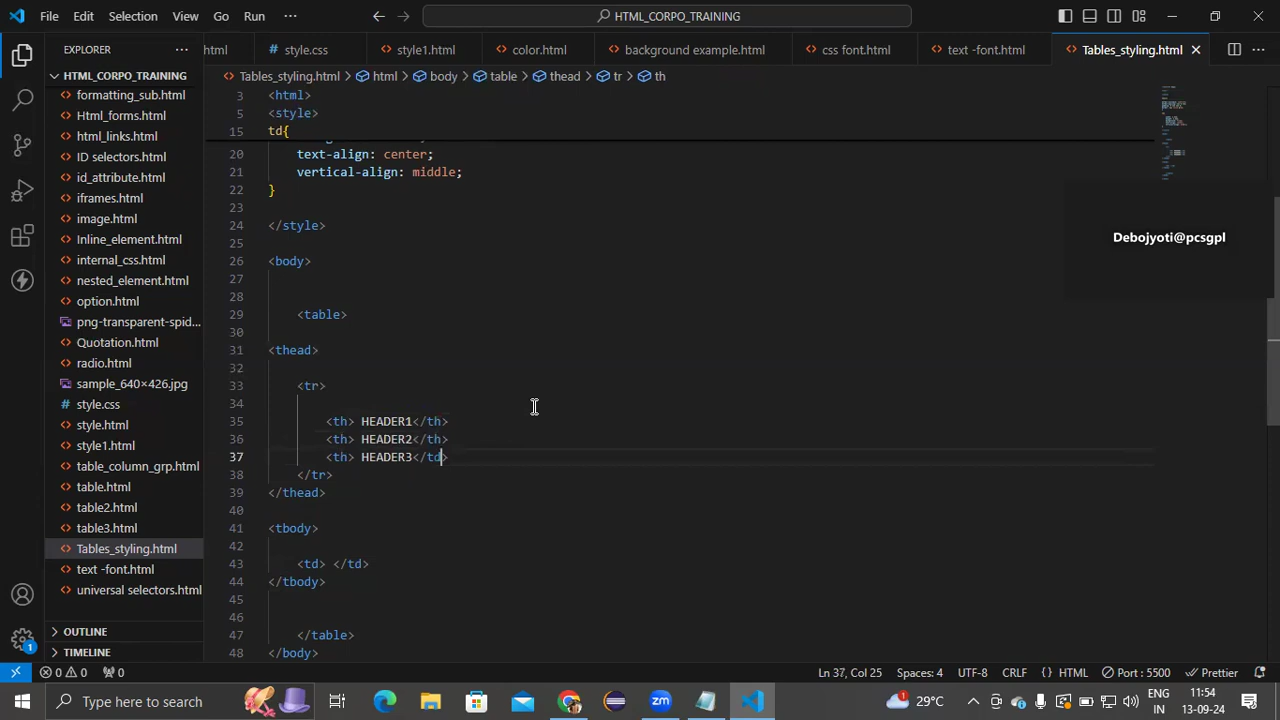 File Edit Selection View Go Run ··· HTML_CORPO_TRAINING
EXPLORER ··· html style.css style1.html color.html background example.html css font.html text -font.html Tables_styling.html ···
HTML_CORPO_TRAINING
formatting_sub.html
Html_forms.html
html_links.html
ID selectors.html
id_attribute.html
iframes.html
image.html
Inline_element.html
internal_css.html
nested_element.html
option.html
png-transparent-spid...
Quotation.html
radio.html
sample_640×426.jpg
style.css
style.html
style1.html
table_column_grp.html
table.html
table2.html
table3.html
Tables_styling.html
text -font.html
universal selectors.html
OUTLINE
TIMELINE
Tables_styling.html > html > body > table > thead > tr > th
3 <html>
5 <style>
15 td{
20 text-align: center;
21 vertical-align: middle;
22 }
23
24 </style>
25
26 <body>
27
28
29 <table>
30
31 <thead>
32
33 <tr>
34
35 <th> HEADER1</th>
36 <th> HEADER2</th>
37 <th> HEADER3</td>
38 </tr>
39 </thead>
40
41 <tbody>
42
43 <td> </td>
44 </tbody>
45
46
47 </table>
48 </body>
Debojyoti@pcsgpl
1
0 0 0 Ln 37, Col 25 Spaces: 4 UTF-8 CRLF {} HTML Port : 5500 Prettier
Type here to search zm 1 29°C ENG IN 11:54 13-09-24